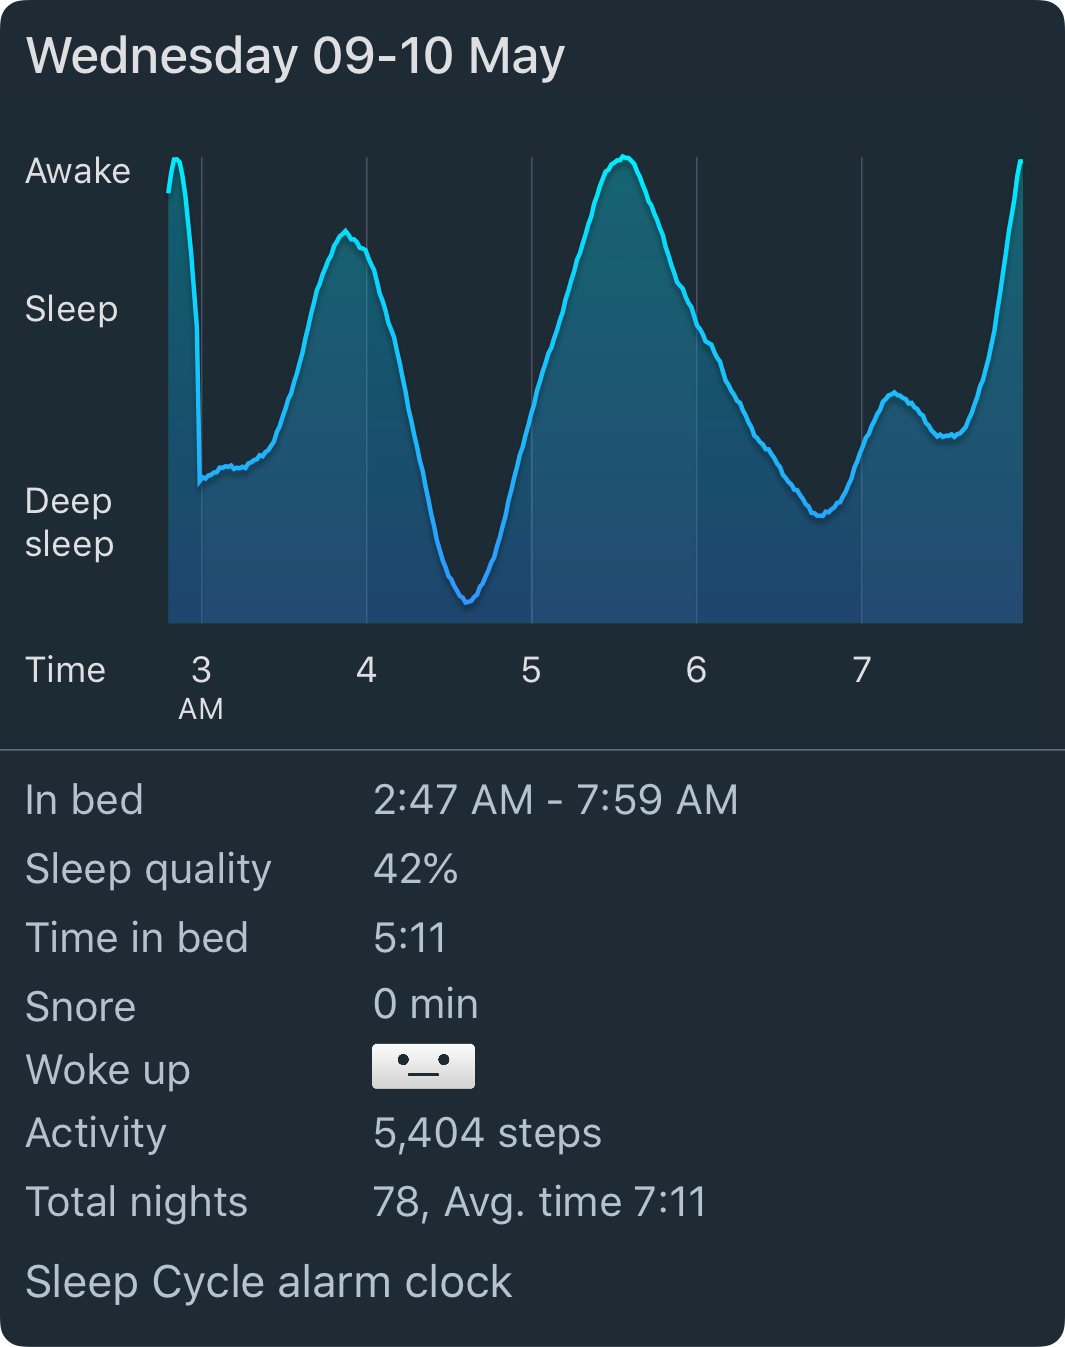 Wednesday 09-10 May
Awake
Sleep
Deep
sleep
Time 3 4 5 6 7
AM
In bed 2:47 AM - 7:59 AM
Sleep quality 42%
Time in bed 5:11
Snore 0 min
Woke up
Activity 5,404 steps
Total nights 78, Avg. time 7:11
Sleep Cycle alarm clock